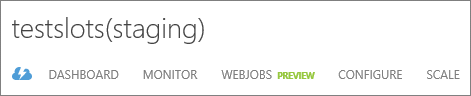 testslots(staging)
DASHBOARD MONITOR WEBJOBS PREVIEW CONFIGURE SCALE